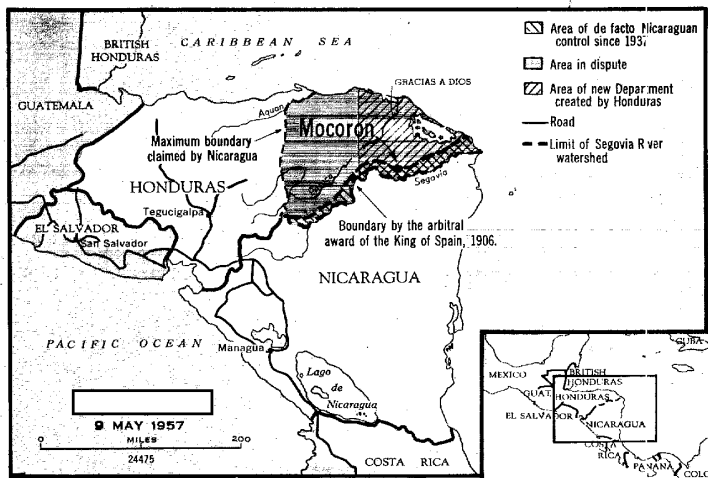 CARIBBEAN SEA
BRITISH
HONDURAS
GUATEMALA
Aquan
GRACIAS A DIOS
Maximum boundary
claimed by Nicaragua
Mocoron
HONDURAS
Tegucigalpa
Segovia
EL SALVADOR
San Salvador
Boundary by the arbitral
award of the King of Spain, 1906.
NICARAGUA
PACIFIC OCEAN
Managua
Lago
de
Nicaragua
COSTA RICA
9 MAY 1957
0 MILES 200
24475
Area of de facto Nicaraguan
control since 1937
Area in dispute
Area of new Department
created by Honduras
Road
Limit of Segovia River
watershed
MEXICO
CUBA
BRITISH
HONDURAS
GUAT.
HONDURAS
EL SALVADOR
NICARAGUA
COSTA
RICA
PANAMA
COLO